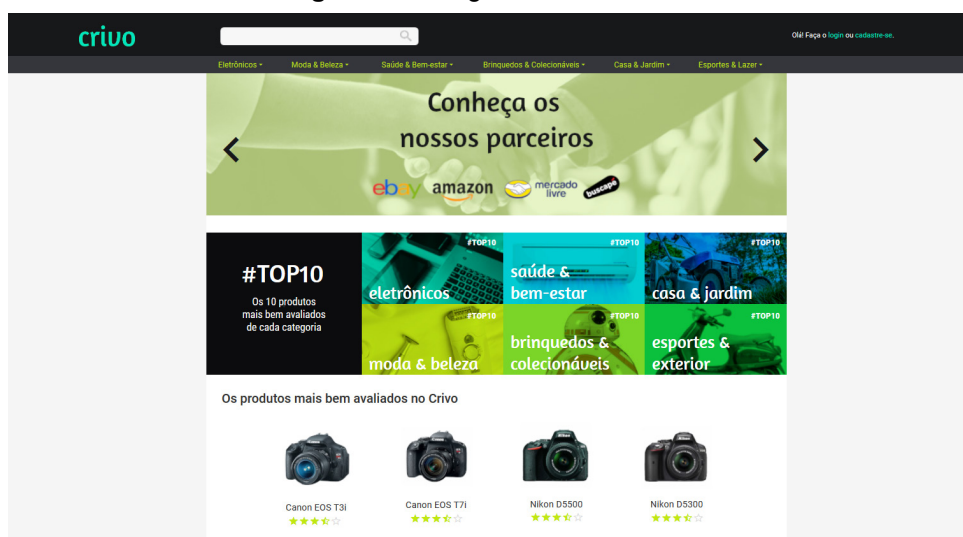 crivo
Olá! Faça o login ou cadastre-se.
Eletrônicos
Moda & Beleza
Saúde & Bem-estar
Brinquedos & Colecionáveis
Casa & Jardim
Esportes & Lazer
Conheça os
nossos parceiros
ebay
amazon
mercado
livre
buscapé
#TOP10
Os 10 produtos
mais bem avaliados
de cada categoria
#TOP10
eletrônicos
#TOP10
saúde &
bem-estar
#TOP10
casa & jardim
#TOP10
moda & beleza
#TOP10
brinquedos &
colecionáveis
#TOP10
esportes &
exterior
Os produtos mais bem avaliados no Crivo
Canon EOS T3i
Canon EOS T7i
Nikon D5500
Nikon D5300